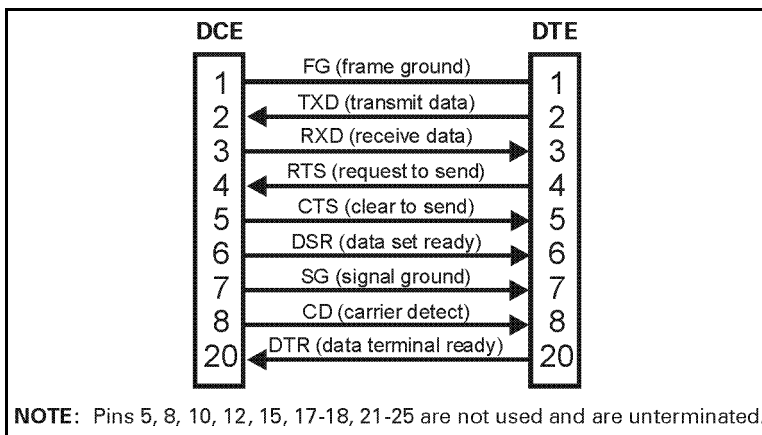 DCE DTE
1 FG (frame ground) 1
2 TXD (transmit data) 2
3 RXD (receive data) 3
4 RTS (request to send) 4
5 CTS (clear to send) 5
6 DSR (data set ready) 6
7 SG (signal ground) 7
8 CD (carrier detect) 8
20 DTR (data terminal ready) 20
NOTE: Pins 5, 8, 10, 12, 15, 17-18, 21-25 are not used and are unterminated.